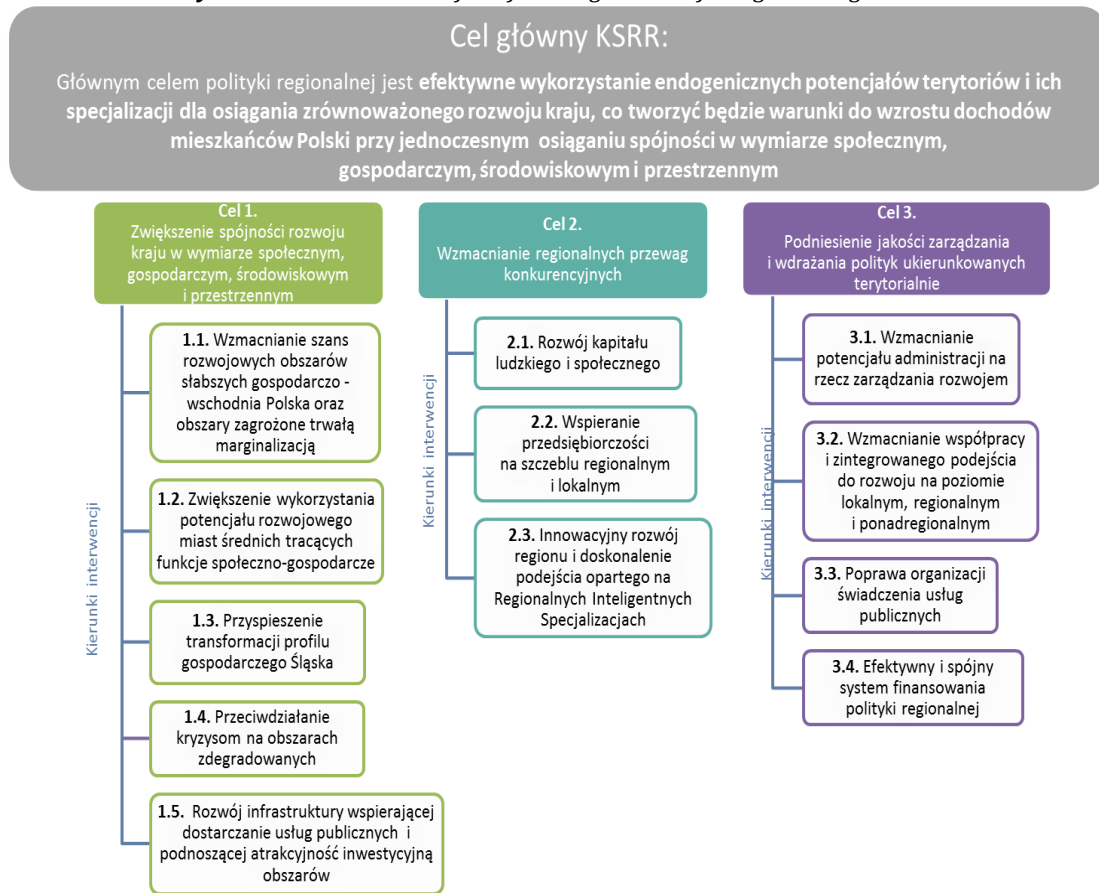 Cel główny KSRR:
Głównym celem polityki regionalnej jest efektywne wykorzystanie endogenicznych potencjałów terytoriów i ich
specjalizacji dla osiągania zrównoważonego rozwoju kraju, co tworzyć będzie warunki do wzrostu dochodów
mieszkańców Polski przy jednoczesnym osiąganiu spójności w wymiarze społecznym,
gospodarczym, środowiskowym i przestrzennym
Cel 1.
Zwiększenie spójności rozwoju
kraju w wymiarze społecznym,
gospodarczym, środowiskowym
i przestrzennym
Kierunki interwencji
1.1. Wzmacnianie szans
rozwojowych obszarów
słabszych gospodarczo -
wschodnia Polska oraz
obszary zagrożone trwałą
marginalizacją
1.2. Zwiększenie wykorzystania
potencjału rozwojowego
miast średnich tracących
funkcje społeczno-gospodarcze
1.3. Przyspieszenie
transformacji profilu
gospodarczego Śląska
1.4. Przeciwdziałanie
kryzysom na obszarach
zdegradowanych
1.5. Rozwój infrastruktury wspierającej
dostarczanie usług publicznych i
podnoszącej atrakcyjność inwestycyjną
obszarów
Cel 2.
Wzmacnianie regionalnych przewag
konkurencyjnych
Kierunki interwencji
2.1. Rozwój kapitału
ludzkiego i społecznego
2.2. Wspieranie
przedsiębiorczości
na szczeblu regionalnym
i lokalnym
2.3. Innowacyjny rozwój
regionu i doskonalenie
podejścia opartego na
Regionalnych Inteligentnych
Specjalizacjach
Cel 3.
Podniesienie jakości zarządzania
i wdrażania polityk ukierunkowanych
terytorialnie
Kierunki interwencji
3.1. Wzmacnianie
potencjału administracji na
rzecz zarządzania rozwojem
3.2. Wzmacnianie współpracy
i zintegrowanego podejścia
do rozwoju na poziomie
lokalnym, regionalnym
i ponadregionalnym
3.3. Poprawa organizacji
świadczenia usług
publicznych
3.4. Efektywny i spójny
system finansowania
polityki regionalnej